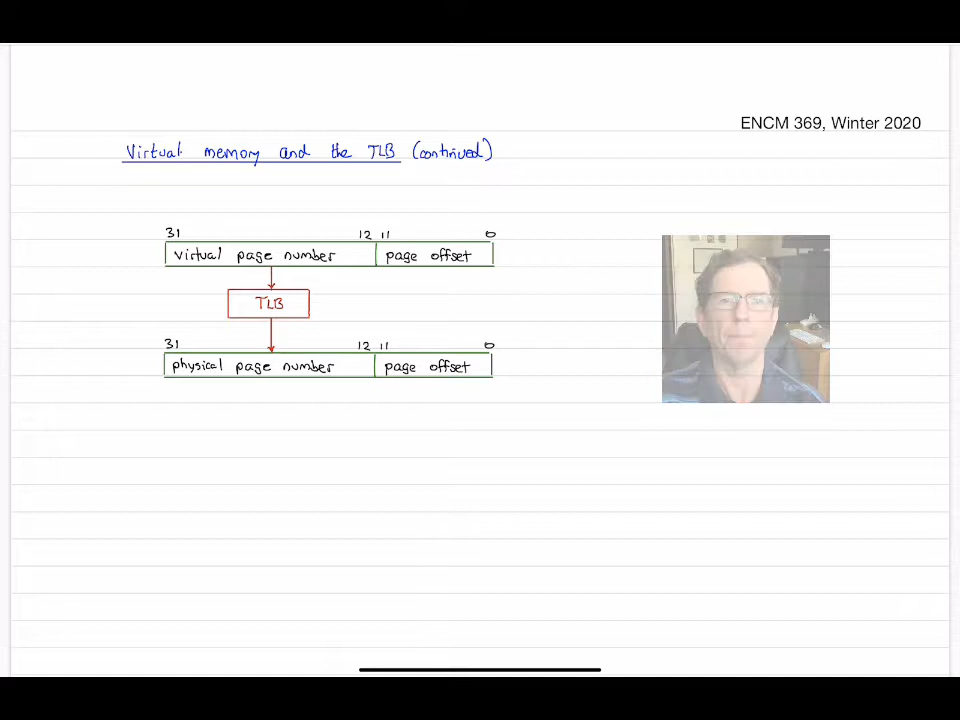 ENCM 369, Winter 2020
Virtual memory and the TLB (continued)
31 12 11 0
virtual page number page offset
TLB
31 12 11 0
physical page number page offset